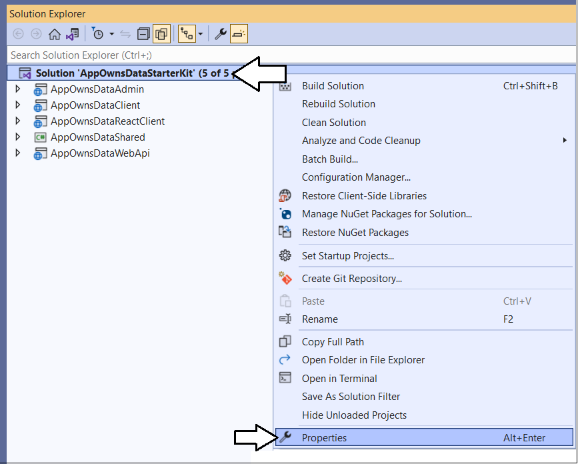 Solution Explorer
Search Solution Explorer (Ctrl+;)
Solution 'AppOwnsDataStarterKit' (5 of 5
AppOwnsDataAdmin
AppOwnsDataClient
AppOwnsDataReactClient
AppOwnsDataShared
AppOwnsDataWebApi
Build Solution Ctrl+Shift+B
Rebuild Solution
Clean Solution
Analyze and Code Cleanup
Batch Build...
Configuration Manager...
Restore Client-Side Libraries
Manage NuGet Packages for Solution...
Restore NuGet Packages
Set Startup Projects...
Create Git Repository...
Paste Ctrl+V
Rename F2
Copy Full Path
Open Folder in File Explorer
Open in Terminal
Save As Solution Filter
Hide Unloaded Projects
Properties Alt+Enter